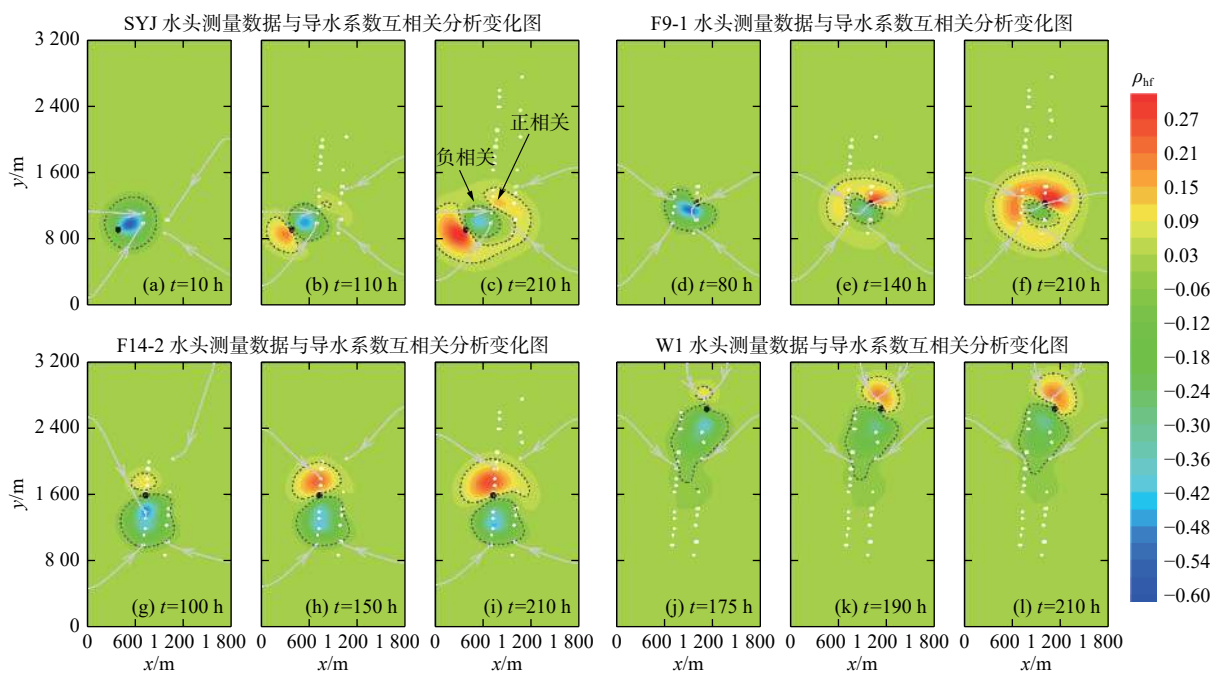 SYJ 水头测量数据与导水系数互相关分析变化图
F9-1 水头测量数据与导水系数互相关分析变化图
3 200
2 400
1 600
8 00
0
y/m
负相关
正相关
(a) t=10 h
(b) t=110 h
(c) t=210 h
(d) t=80 h
(e) t=140 h
(f) t=210 h
F14-2 水头测量数据与导水系数互相关分析变化图
W1 水头测量数据与导水系数互相关分析变化图
3 200
2 400
1 600
8 00
0
y/m
(g) t=100 h
(h) t=150 h
(i) t=210 h
(j) t=175 h
(k) t=190 h
(l) t=210 h
0 600 1 200 1 800
0 600 1 200 1 800
0 600 1 200 1 800
0 600 1 200 1 800
0 600 1 200 1 800
0 600 1 200 1 800
x/m
x/m
x/m
x/m
x/m
x/m
ρhf
0.27
0.21
0.15
0.09
0.03
−0.06
−0.12
−0.18
−0.24
−0.30
−0.36
−0.42
−0.48
−0.54
−0.60